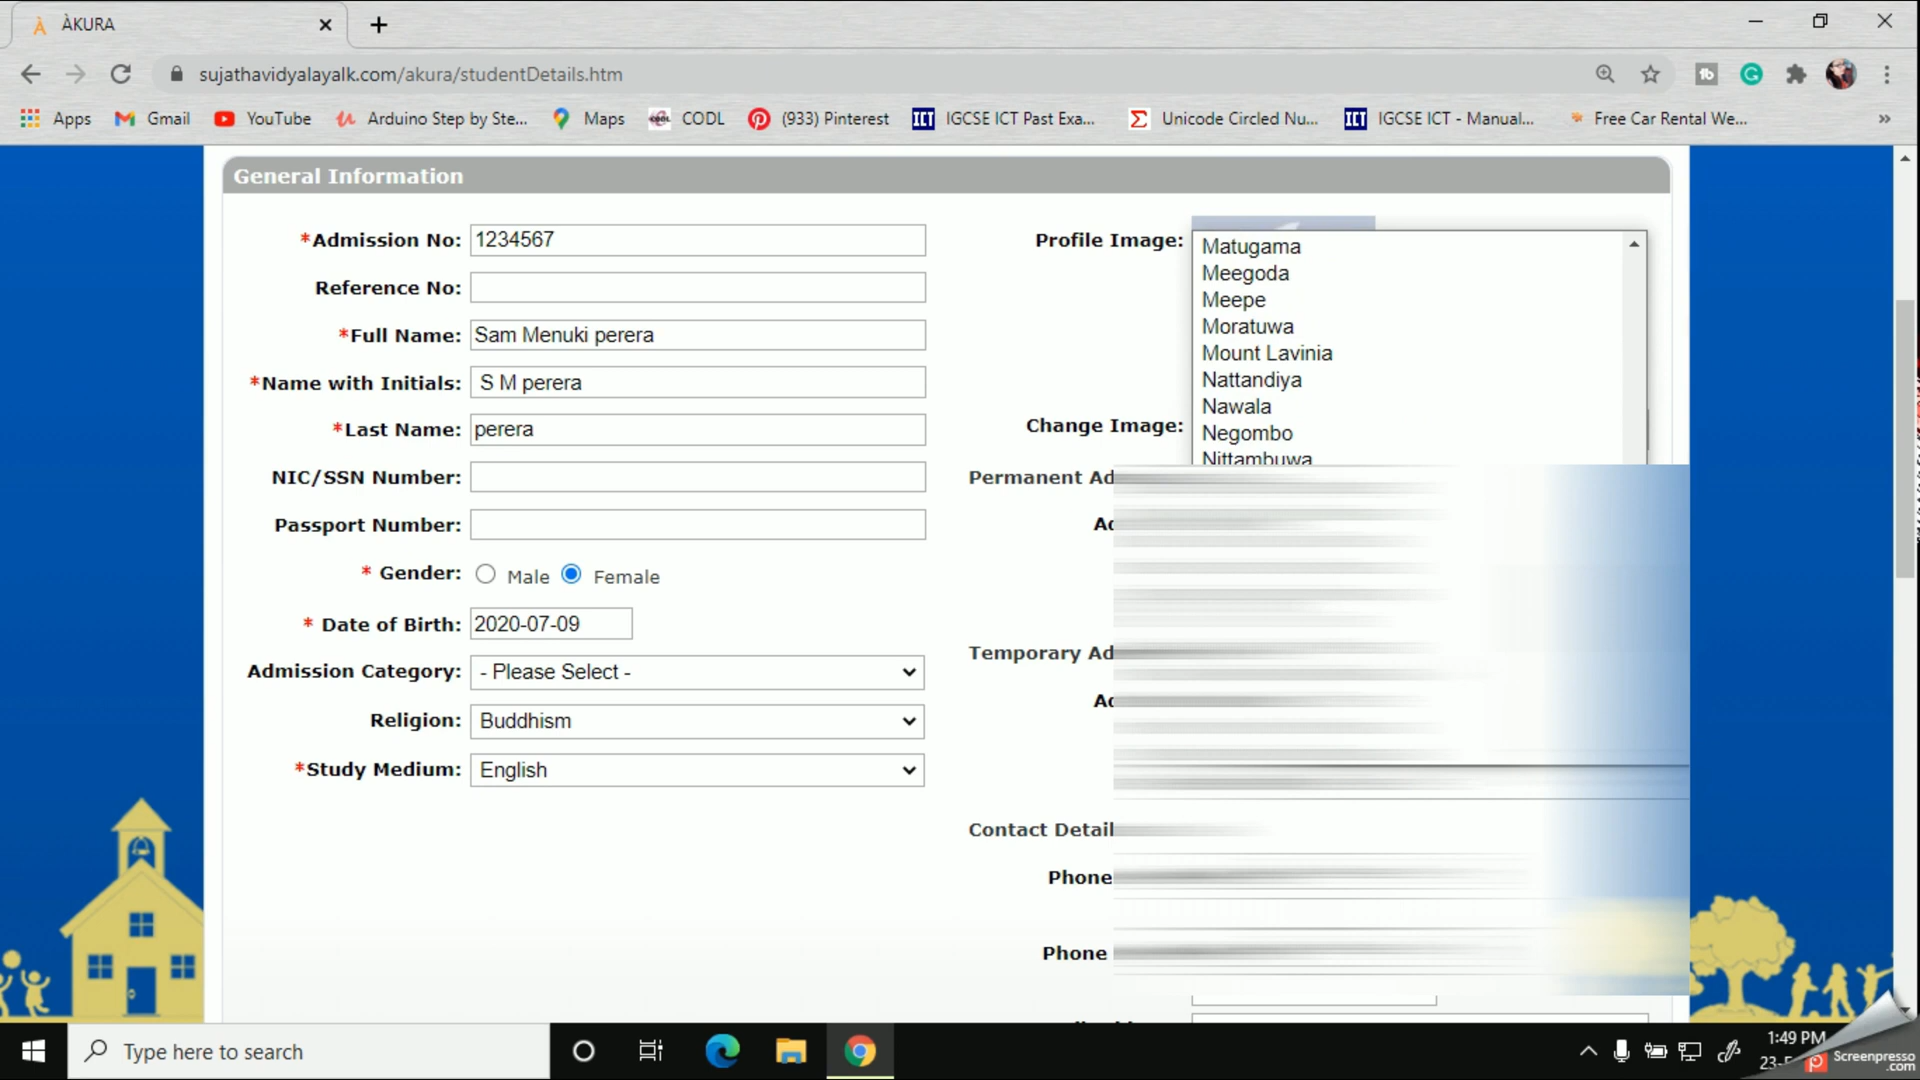 ÀKURA
sujathavidyalayalk.com/akura/studentDetails.htm
Apps Gmail YouTube Arduino Step by Ste... Maps CODL (933) Pinterest IGCSE ICT Past Exa... Unicode Circled Nu... IGCSE ICT - Manual... Free Car Rental We... »
General Information
*Admission No: 1234567
Reference No:
*Full Name: Sam Menuki perera
*Name with Initials: S M perera
*Last Name: perera
NIC/SSN Number:
Passport Number:
* Gender: Male Female
* Date of Birth: 2020-07-09
Admission Category: - Please Select -
Religion: Buddhism
*Study Medium: English
Profile Image:
Matugama
Meegoda
Meepe
Moratuwa
Mount Lavinia
Nattandiya
Nawala
Negombo
Nittambuwa
Change Image:
Permanent Ad
Ad
Temporary Ad
Ad
Contact Detail
Phone
Phone
Type here to search
1:49 PM
Screenpresso
.com